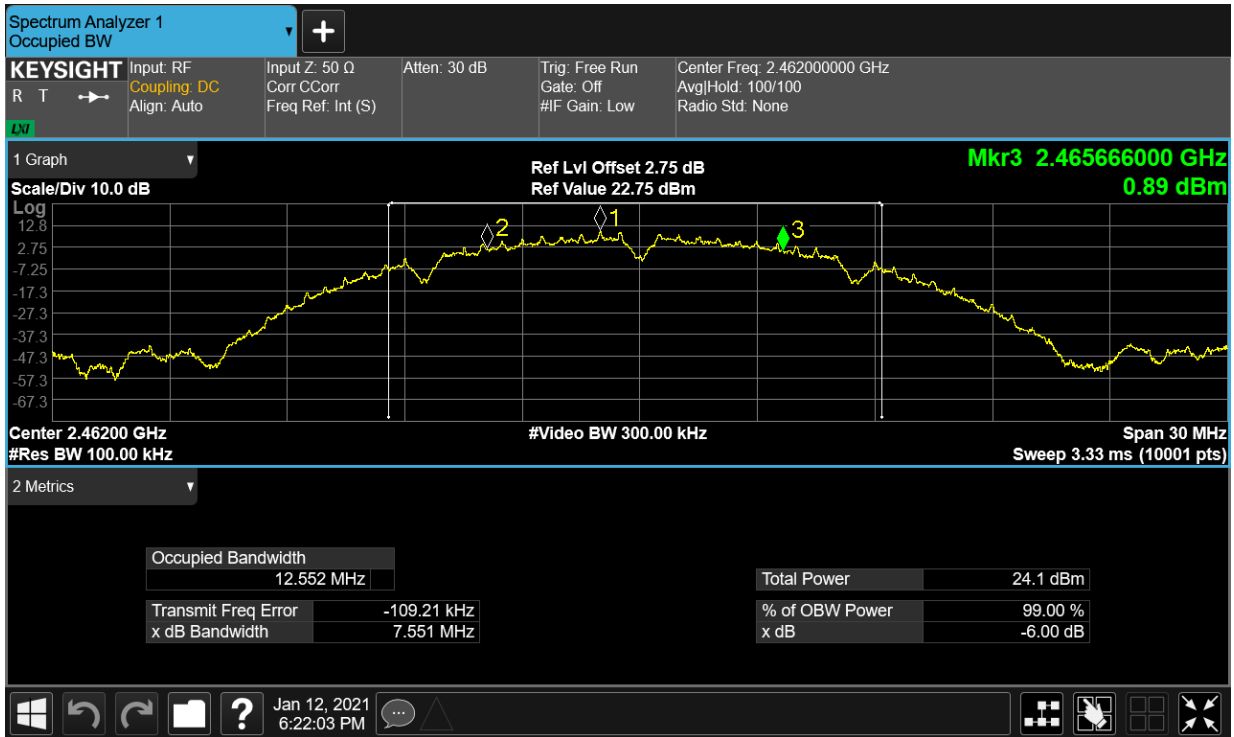 Spectrum Analyzer 1
Occupied BW
KEYSIGHT
R T
LXI
Input: RF
Coupling: DC
Align: Auto
Input Z: 50 Ω
Corr CCorr
Freq Ref: Int (S)
Atten: 30 dB
Trig: Free Run
Gate: Off
#IF Gain: Low
Center Freq: 2.462000000 GHz
Avg|Hold: 100/100
Radio Std: None
1 Graph
Scale/Div 10.0 dB
Ref Lvl Offset 2.75 dB
Ref Value 22.75 dBm
Mkr3 2.465666000 GHz
0.89 dBm
Log
12.8
2.75
-7.25
-17.3
-27.3
-37.3
-47.3
-57.3
-67.3
2
1
3
Center 2.46200 GHz
#Video BW 300.00 kHz
Span 30 MHz
#Res BW 100.00 kHz
Sweep 3.33 ms (10001 pts)
2 Metrics
Occupied Bandwidth
12.552 MHz
Total Power 24.1 dBm
Transmit Freq Error -109.21 kHz
% of OBW Power 99.00 %
x dB Bandwidth 7.551 MHz
x dB -6.00 dB
?
Jan 12, 2021
6:22:03 PM